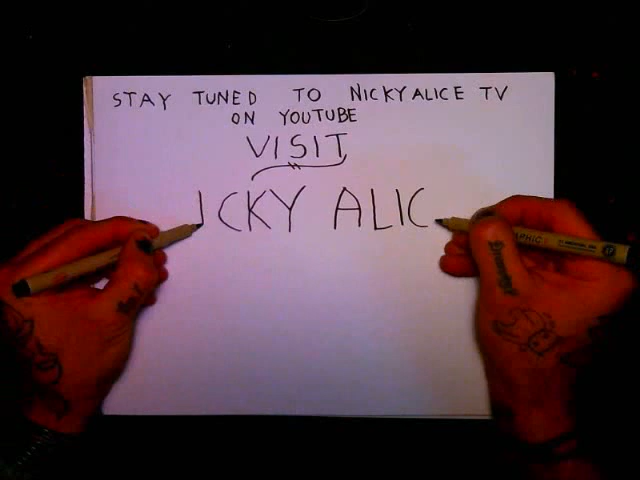 STAY TUNED TO NICKYALICE TV
ON YOUTUBE
VISIT
ICKY ALIC